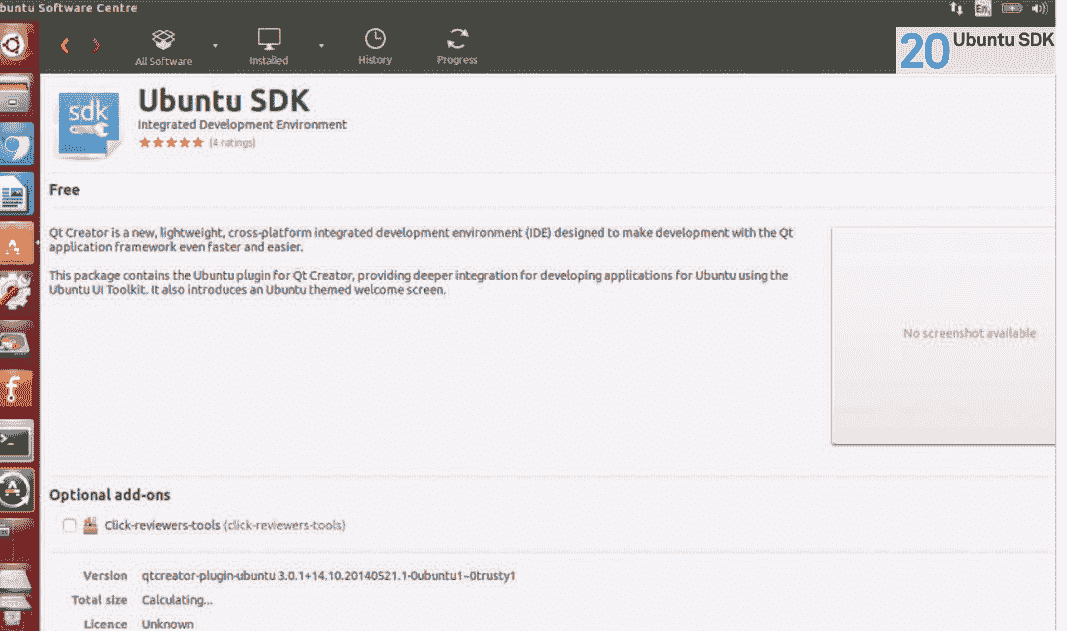 buntu Software Centre
En
All Software
Installed
History
Progress
20 Ubuntu SDK
sdk
Ubuntu SDK
Integrated Development Environment
(4 ratings)
Free
Qt Creator is a new, lightweight, cross-platform integrated development environment (IDE) designed to make development with the Qt
application framework even faster and easier.
This package contains the Ubuntu plugin for Qt Creator, providing deeper integration for developing applications for Ubuntu using the
Ubuntu UI Toolkit. It also introduces an Ubuntu themed welcome screen.
No screenshot available
Optional add-ons
Click-reviewers-tools (click-reviewers-tools)
Version qtcreator-plugin-ubuntu 3.0.1+14.10.20140521.1-0ubuntu1~0trusty1
Total size Calculating...
Licence Unknown